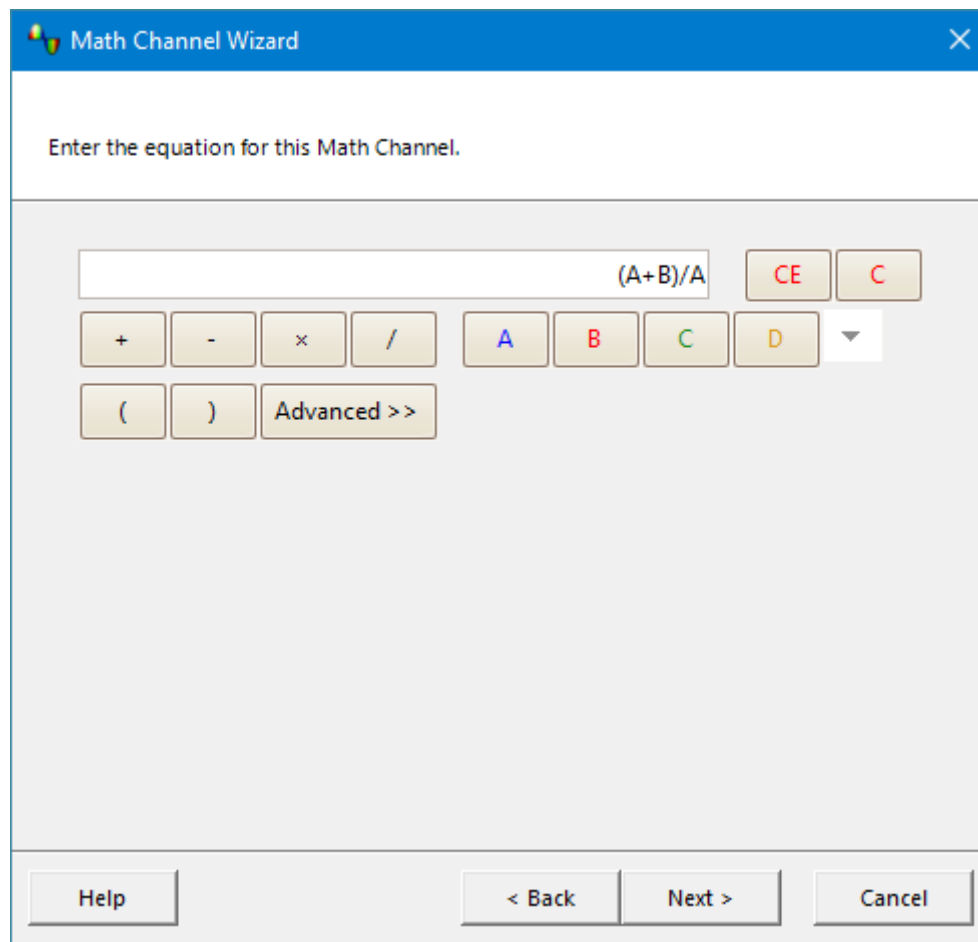 Math Channel Wizard
Enter the equation for this Math Channel.
(A+B)/A CE C
+ - × / A B C D
( ) Advanced >>
Help < Back Next > Cancel